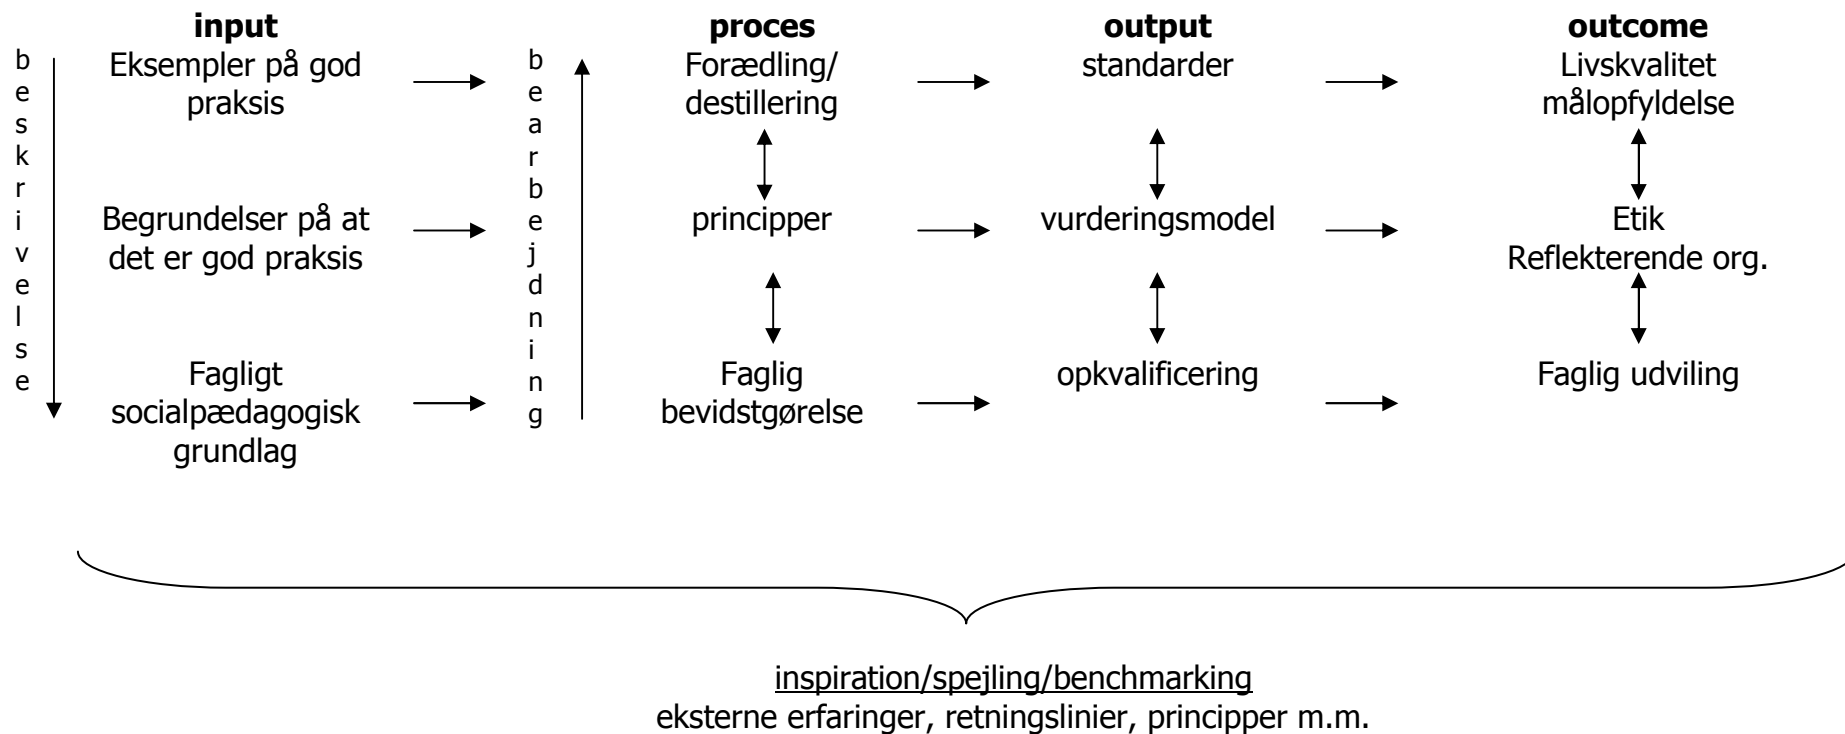 input
proces
output
outcome
beskrivelse
Eksempler på god
praksis
bearbejdning
Forædling/
destillering
standarder
Livskvalitet
målopfyldelse
Begrundelser på at
det er god praksis
principper
vurderingsmodel
Etik
Reflekterende org.
Fagligt
socialpædagogisk
grundlag
Faglig
bevidstgørelse
opkvalificering
Faglig udviling
inspiration/spejling/benchmarking
eksterne erfaringer, retningslinier, principper m.m.